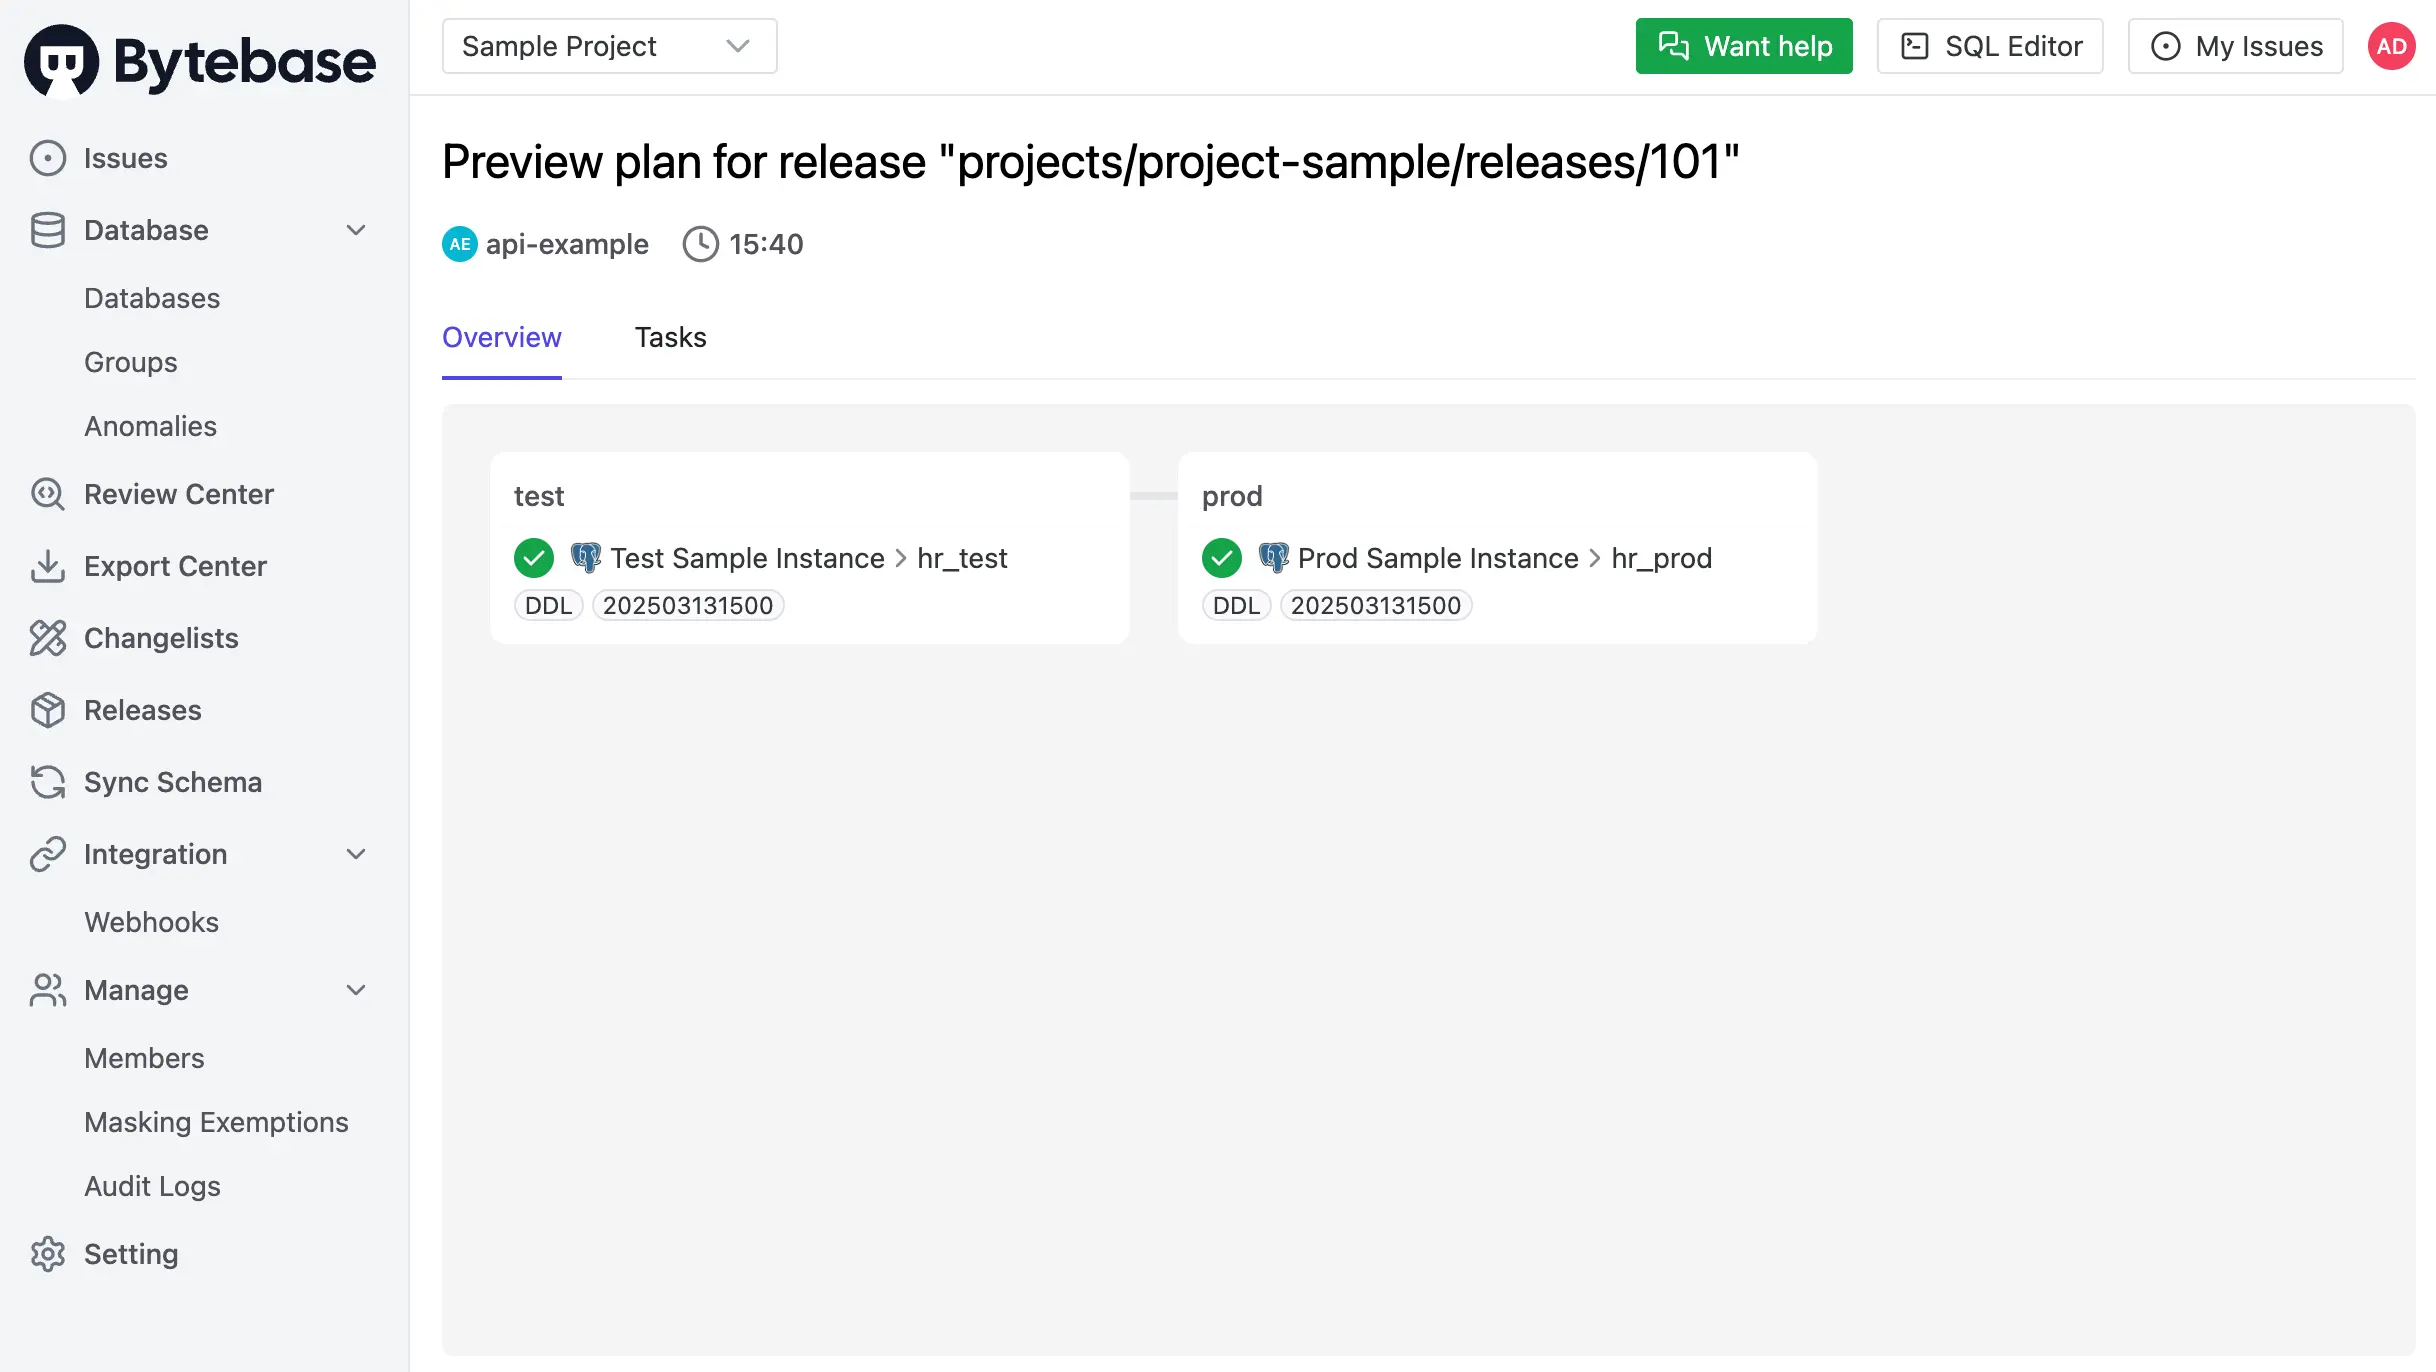 Bytebase
Issues
Database
Databases
Groups
Anomalies
Review Center
Export Center
Changelists
Releases
Sync Schema
Integration
Webhooks
Manage
Members
Masking Exemptions
Audit Logs
Setting
Sample Project
Want help
SQL Editor
My Issues
AD
Preview plan for release "projects/project-sample/releases/101"
AE api-example 15:40
Overview Tasks
test
Test Sample Instance > hr_test
DDL 202503131500
prod
Prod Sample Instance > hr_prod
DDL 202503131500